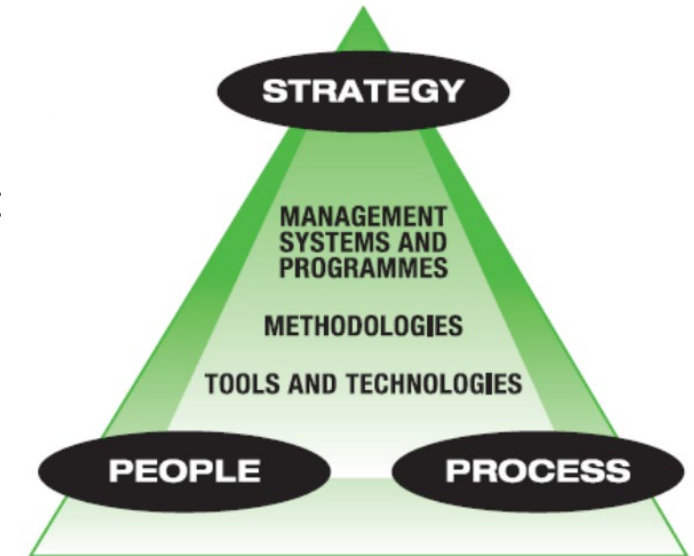 STRATEGY
MANAGEMENT
SYSTEMS AND
PROGRAMMES
METHODOLOGIES
TOOLS AND TECHNOLOGIES
PEOPLE
PROCESS